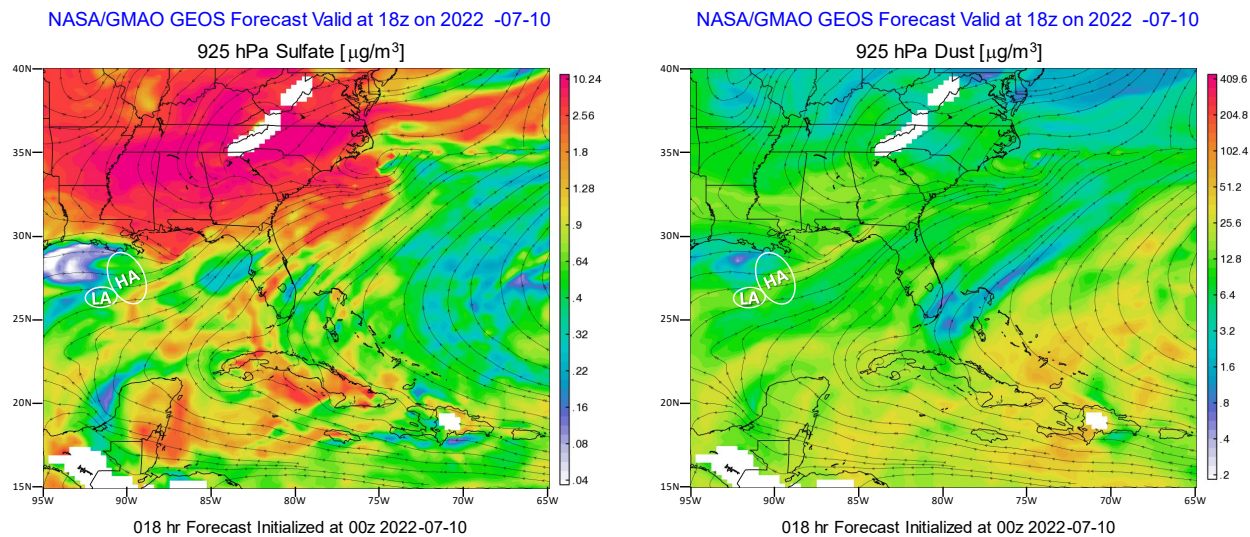 NASA/GMAO GEOS Forecast Valid at 18z on 2022 -07-10
925 hPa Sulfate [μg/m³]
40N
35N
30N
25N
20N
15N
95W 90W 85W 80W 75W 70W 65W
10.24
2.56
1.8
1.28
.9
64
.4
32
.22
16
.08
.04
HA
LA
018 hr Forecast Initialized at 00z 2022-07-10
NASA/GMAO GEOS Forecast Valid at 18z on 2022 -07-10
925 hPa Dust [μg/m³]
40N
35N
30N
25N
20N
15N
95W 90W 85W 80W 75W 70W 65W
409.6
204.8
102.4
51.2
25.6
12.8
6.4
3.2
1.6
.8
.4
.2
HA
LA
018 hr Forecast Initialized at 00z 2022-07-10